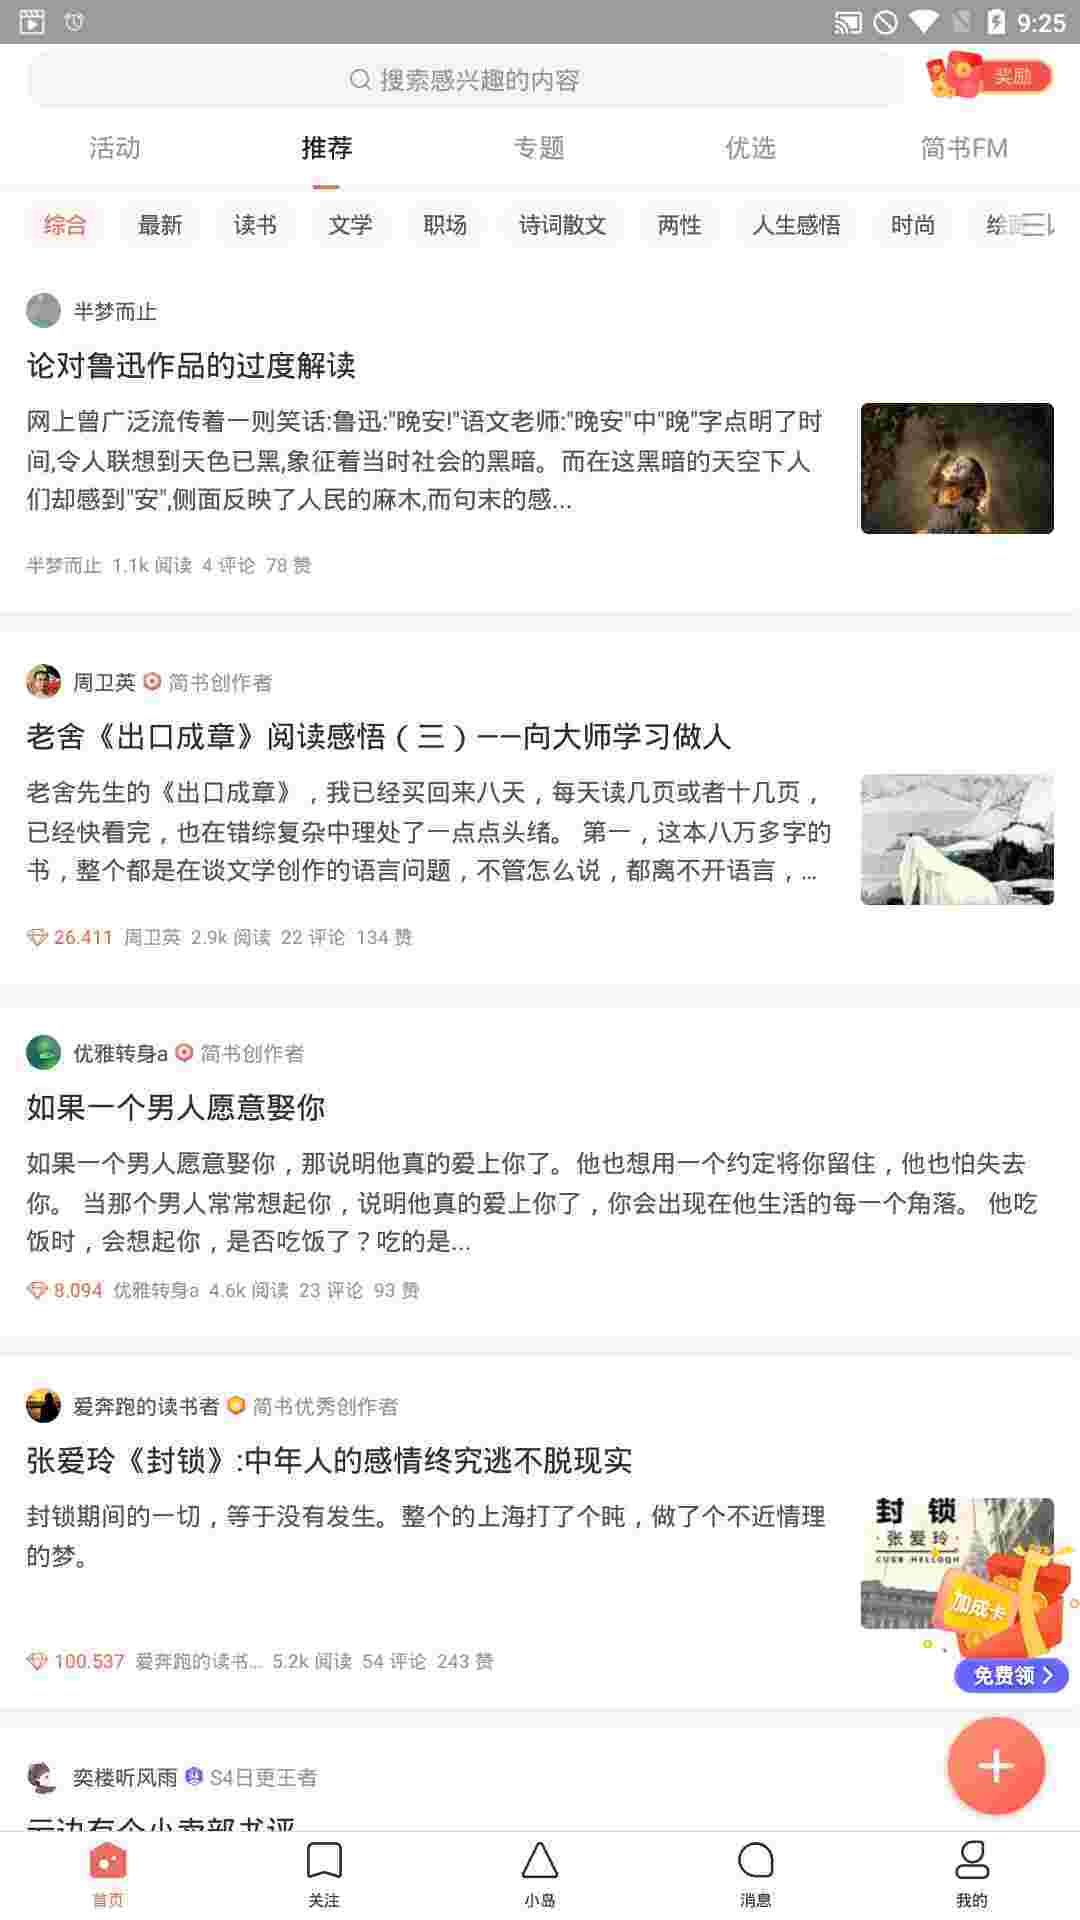 9:25
搜索感兴趣的内容
奖励
活动 推荐 专题 优选 简书FM
综合 最新 读书 文学 职场 诗词散文 两性 人生感悟 时尚
半梦而止
论对鲁迅作品的过度解读
网上曾广泛流传着一则笑话:鲁迅:"晚安!"语文老师:"晚安"中"晚"字点明了时
间,令人联想到天色已黑,象征着当时社会的黑暗。而在这黑暗的天空下人
们却感到"安",侧面反映了人民的麻木,而句末的感...
半梦而止 1.1k 阅读 4 评论 78 赞
周卫英 简书创作者
老舍《出口成章》阅读感悟（三）——向大师学习做人
老舍先生的《出口成章》，我已经买回来八天，每天读几页或者十几页，
已经快看完，也在错综复杂中理处了一点点头绪。 第一，这本八万多字的
书，整个都是在谈文学创作的语言问题，不管怎么说，都离不开语言，...
26.411 周卫英 2.9k 阅读 22 评论 134 赞
优雅转身a 简书创作者
如果一个男人愿意娶你
如果一个男人愿意娶你，那说明他真的爱上你了。他也想用一个约定将你留住，他也怕失去
你。 当那个男人常常想起你，说明他真的爱上你了，你会出现在他生活的每一个角落。 他吃
饭时，会想起你，是否吃饭了？吃的是...
8.094 优雅转身a 4.6k 阅读 23 评论 93 赞
爱奔跑的读书者 简书优秀创作者
张爱玲《封锁》:中年人的感情终究逃不脱现实
封锁期间的一切，等于没有发生。整个的上海打了个盹，做了个不近情理
的梦。
封 锁
·张爱玲·
加成卡
免费领
100.537 爱奔跑的读书... 5.2k 阅读 54 评论 243 赞
奕楼听风雨 S4日更王者
云边有个小卖部书评
首页 关注 小岛 消息 我的